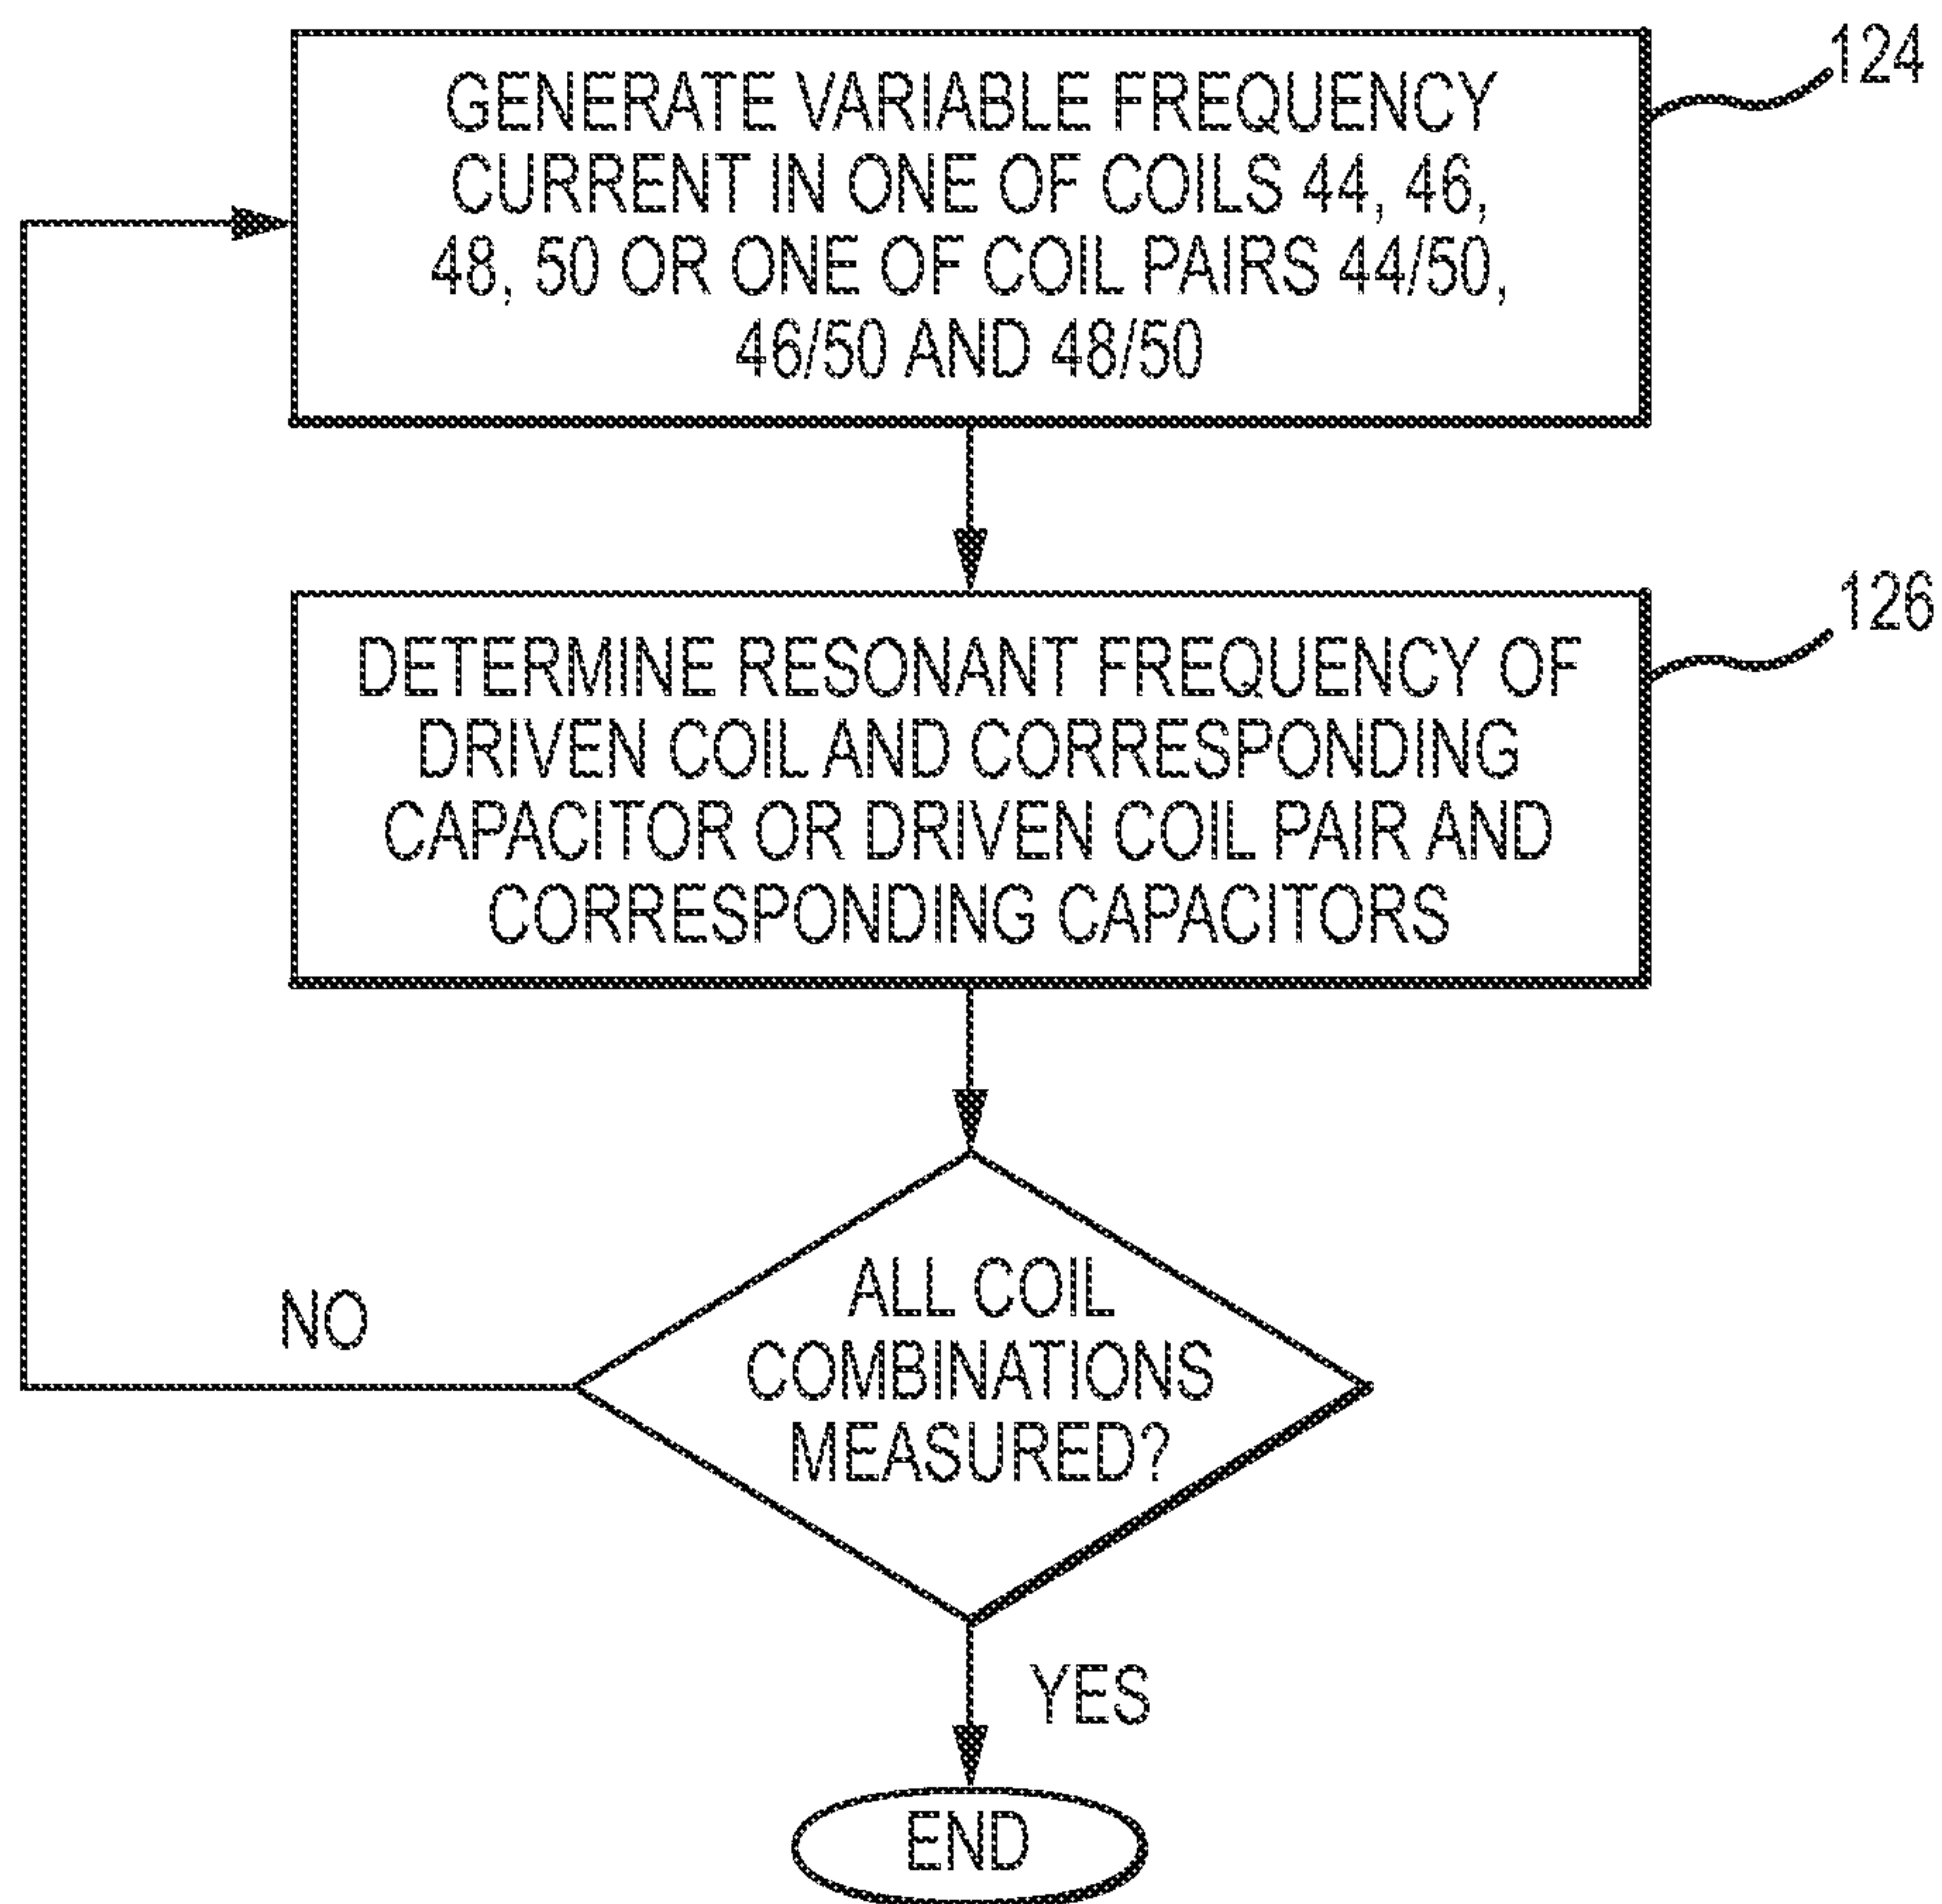 124
GENERATE VARIABLE FREQUENCY
CURRENT IN ONE OF COILS 44, 46,
48, 50 OR ONE OF COIL PAIRS 44/50,
46/50 AND 48/50
126
DETERMINE RESONANT FREQUENCY OF
DRIVEN COIL AND CORRESPONDING
CAPACITOR OR DRIVEN COIL PAIR AND
CORRESPONDING CAPACITORS
ALL COIL
COMBINATIONS
MEASURED?
NO
YES
END